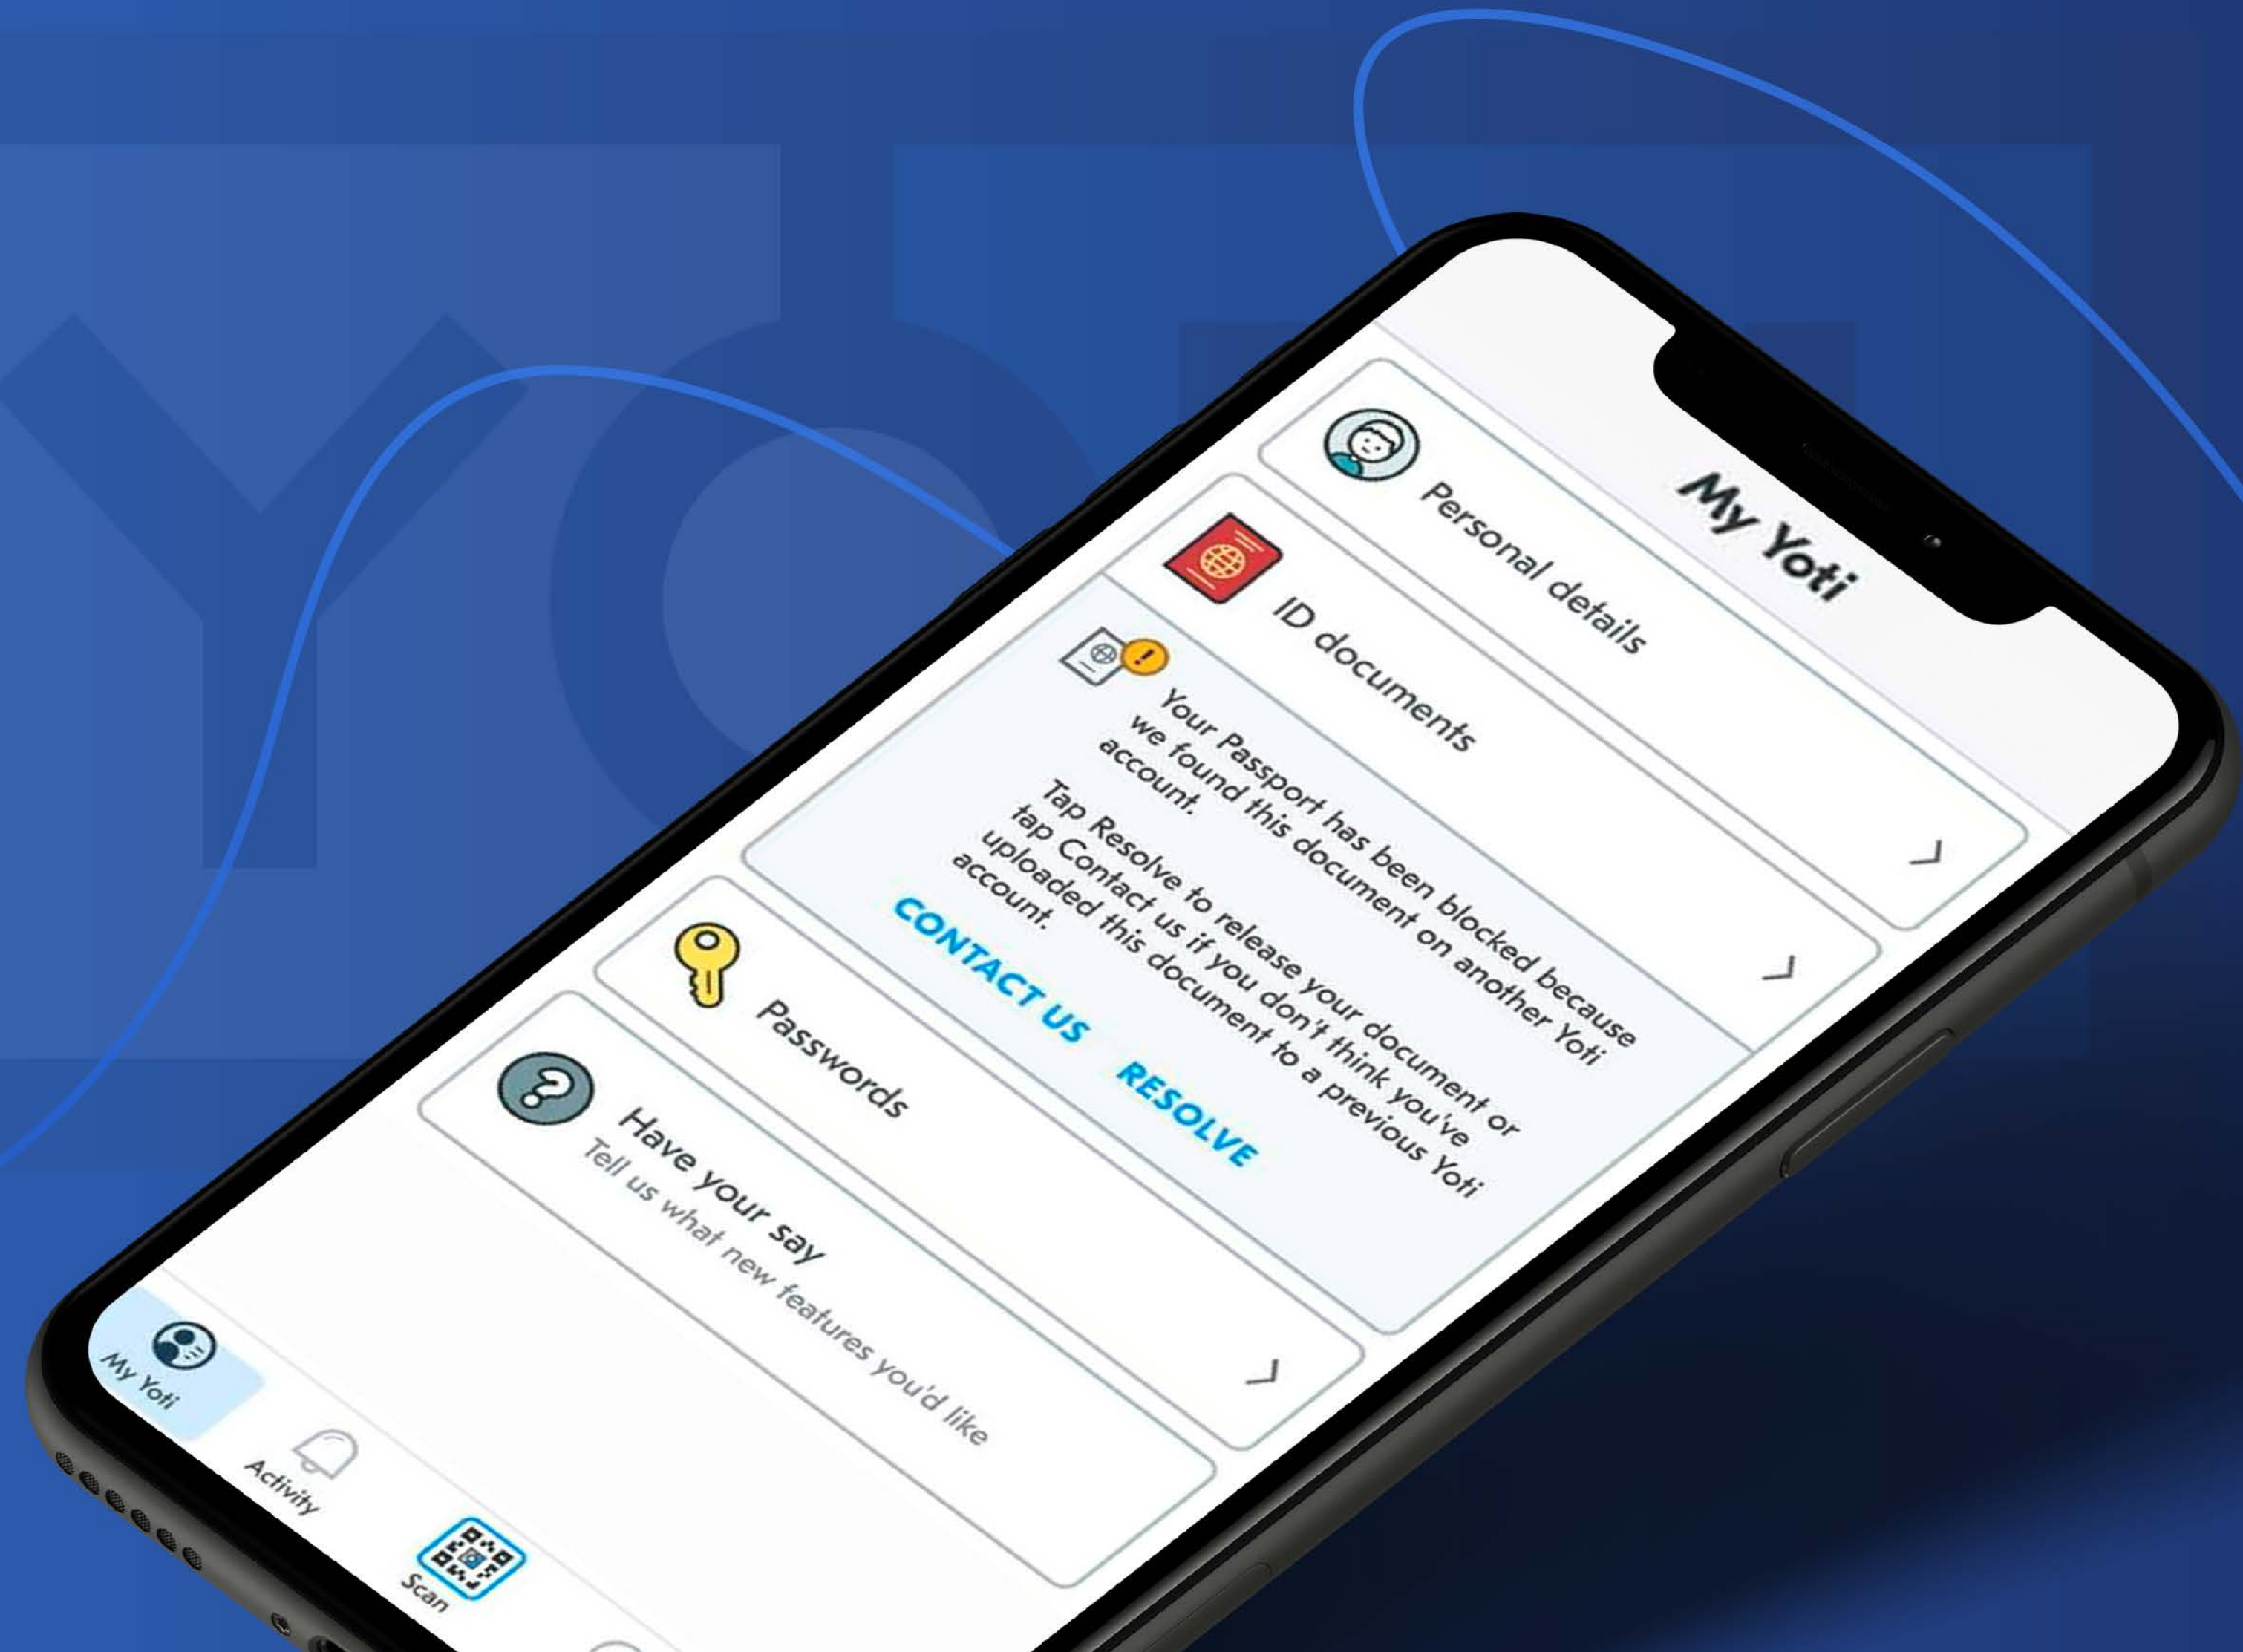 YOTI
My Yoti
Personal details
ID documents
Your Passport has been blocked because
we found this document on another Yoti
account.
Tap Resolve to release your document or
tap Contact us if you don't think you've
uploaded this document to a previous Yoti
account.
CONTACT US RESOLVE
Passwords
Have your say
Tell us what new features you'd like
My Yoti
Activity
Scan